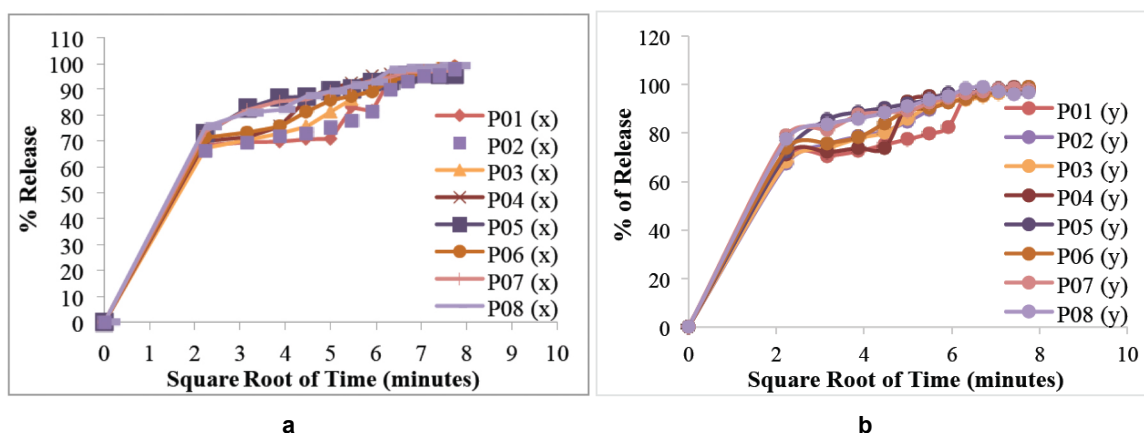 110
100
90
80
70
60
50
40
30
20
10
0
% Release
0 1 2 3 4 5 6 7 8 9 10
Square Root of Time (minutes)
P01 (x)
P02 (x)
P03 (x)
P04 (x)
P05 (x)
P06 (x)
P07 (x)
P08 (x)
a
120
100
80
60
40
20
0
% of Release
0 2 4 6 8 10
Square Root of Time (minutes)
P01 (y)
P02 (y)
P03 (y)
P04 (y)
P05 (y)
P06 (y)
P07 (y)
P08 (y)
b